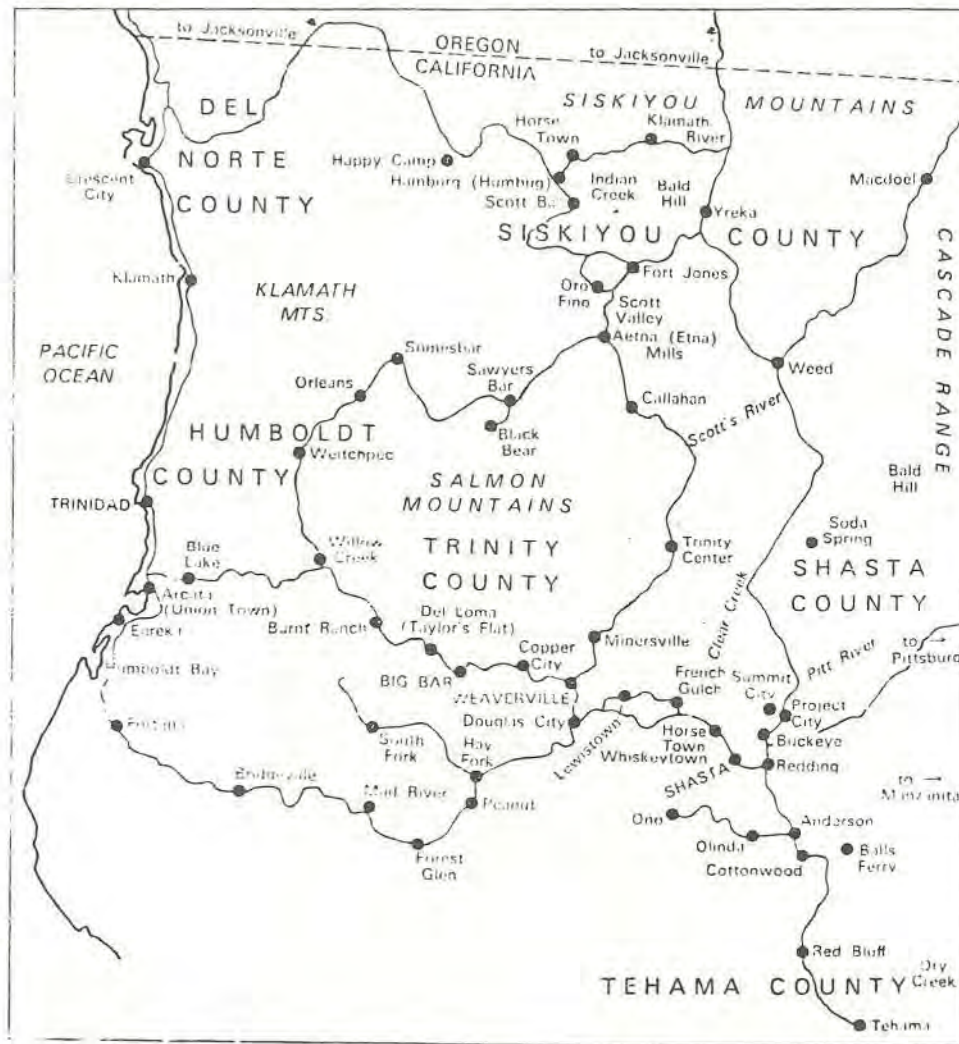 to Jacksonville
OREGON
CALIFORNIA
to Jacksonville
DEL
NORTE
COUNTY
SISKIYOU MOUNTAINS
Horse
Town
Klamath
River
Happy Camp
Hamburg (Humbug)
Scott Ba
Indian
Creek
Bald
Hill
Macdoel
Crescent
City
Yreka
SISKIYOU COUNTY
CASCADE RANGE
Klamath
KLAMATH
MTS.
Fort Jones
Oro
Fino
Scott
Valley
Aetna (Etna)
Mills
PACIFIC
OCEAN
Somesbar
Orleans
Sawyers
Bar
Weed
Callahan
Scott's River
Black
Bear
HUMBOLDT
COUNTY
Weitchpec
SALMON
MOUNTAINS
Bald
Hill
TRINIDAD
TRINITY
COUNTY
Trinity
Center
Soda
Spring
SHASTA
COUNTY
Blue
Lake
Willow
Creek
Arcata
(Union Town)
Eureka
Burnt Ranch
Del Loma
(Taylor's Flat)
Minersville
Clear Creek
Humboldt Bay
BIG BAR
Copper
City
WEAVERVILLE
French
Gulch
Summit
City
Pitt River
to →
Pittsburg
Project
City
Fortuna
South
Fork
Hay
Fork
Douglas City
Lewistown
Horse
Town
Whiskeytown
Buckeye
Redding
SHASTA
to →
Manzanita
Bridgeville
Mad River
Peanut
Ono
Anderson
Olinda
Cottonwood
Balls
Ferry
Forest
Glen
Red Bluff
TEHAMA COUNTY
Dry
Creek
Tehama